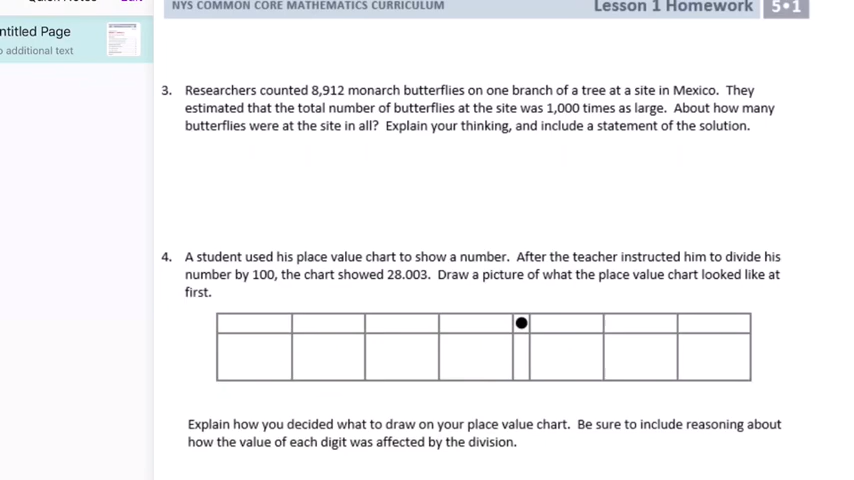 NYS COMMON CORE MATHEMATICS CURRICULUM
Lesson 1 Homework 5•1
ntitled Page
o additional text
3. Researchers counted 8,912 monarch butterflies on one branch of a tree at a site in Mexico. They
estimated that the total number of butterflies at the site was 1,000 times as large. About how many
butterflies were at the site in all? Explain your thinking, and include a statement of the solution.
4. A student used his place value chart to show a number. After the teacher instructed him to divide his
number by 100, the chart showed 28.003. Draw a picture of what the place value chart looked like at
first.
Explain how you decided what to draw on your place value chart. Be sure to include reasoning about
how the value of each digit was affected by the division.